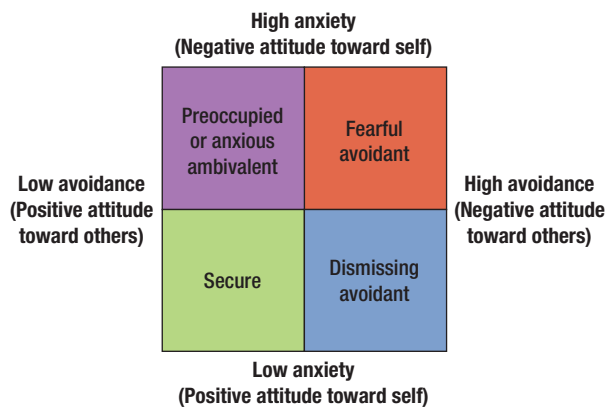 High anxiety
(Negative attitude toward self)
Preoccupied
or anxious
ambivalent
Fearful
avoidant
Low avoidance
(Positive attitude
toward others)
High avoidance
(Negative attitude
toward others)
Secure
Dismissing
avoidant
Low anxiety
(Positive attitude toward self)